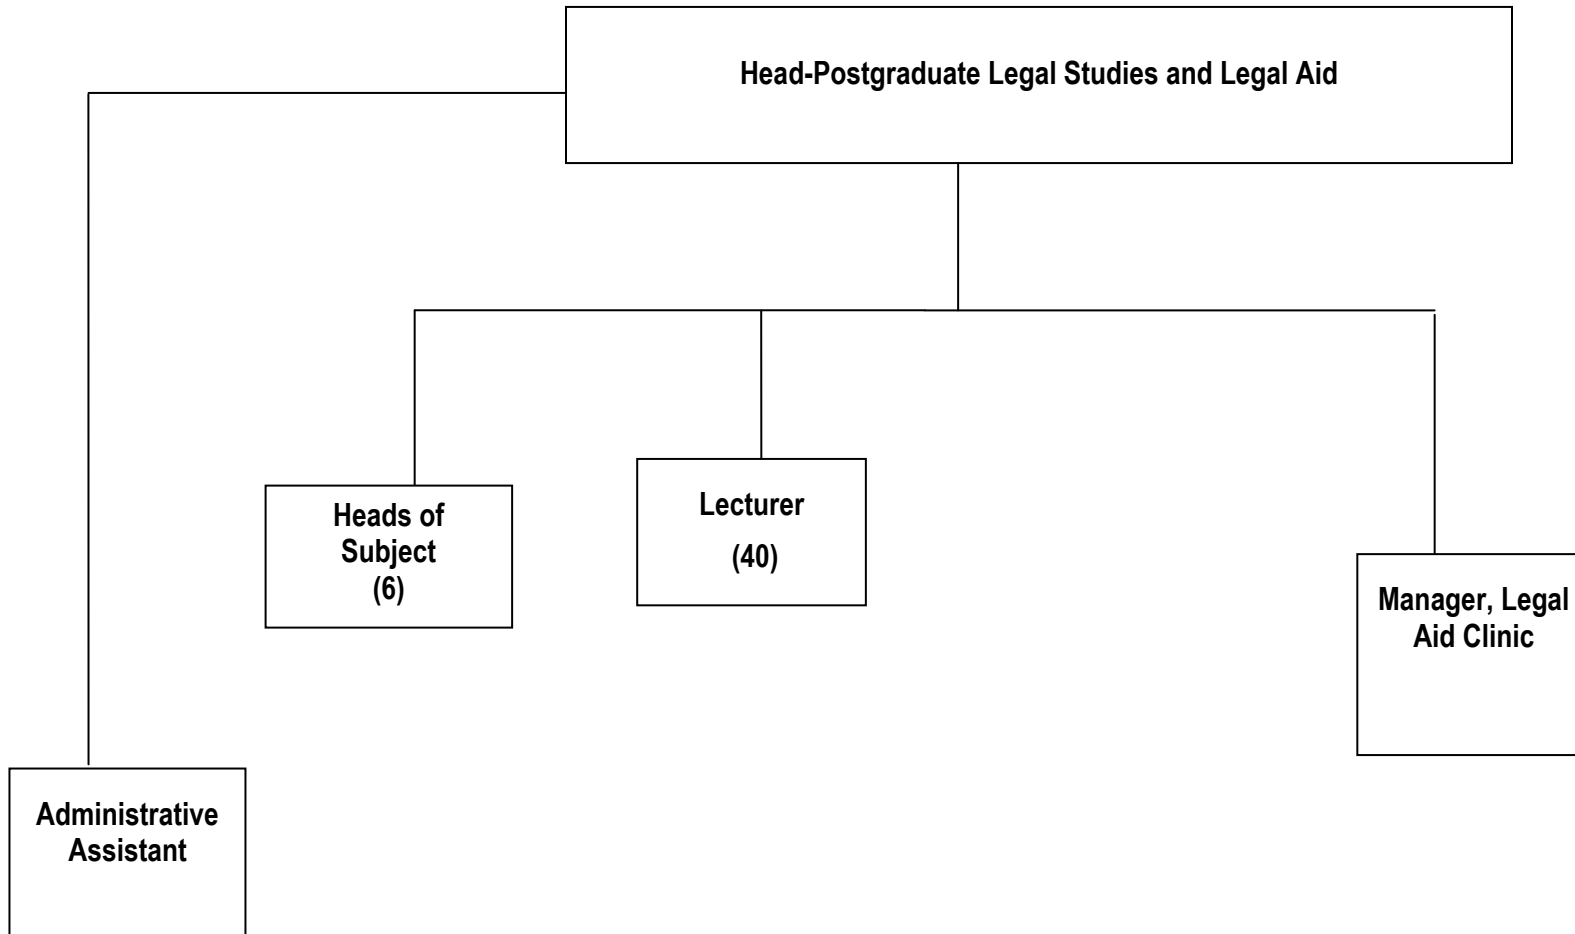 Head-Postgraduate Legal Studies and Legal Aid
Heads of
Subject
(6)
Lecturer
(40)
Manager, Legal
Aid Clinic
Administrative
Assistant